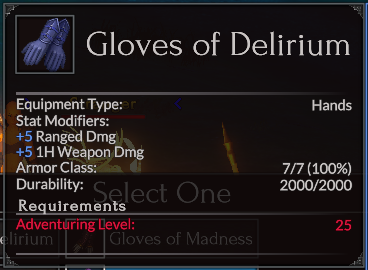 Gloves of Delirium
Equipment Type: Hands
Stat Modifiers:
+5 Ranged Dmg
+5 1H Weapon Dmg
Armor Class: 7/7 (100%)
Durability: 2000/2000
Select One
Requirements
Adventuring Level: 25
elirium Gloves of Madness